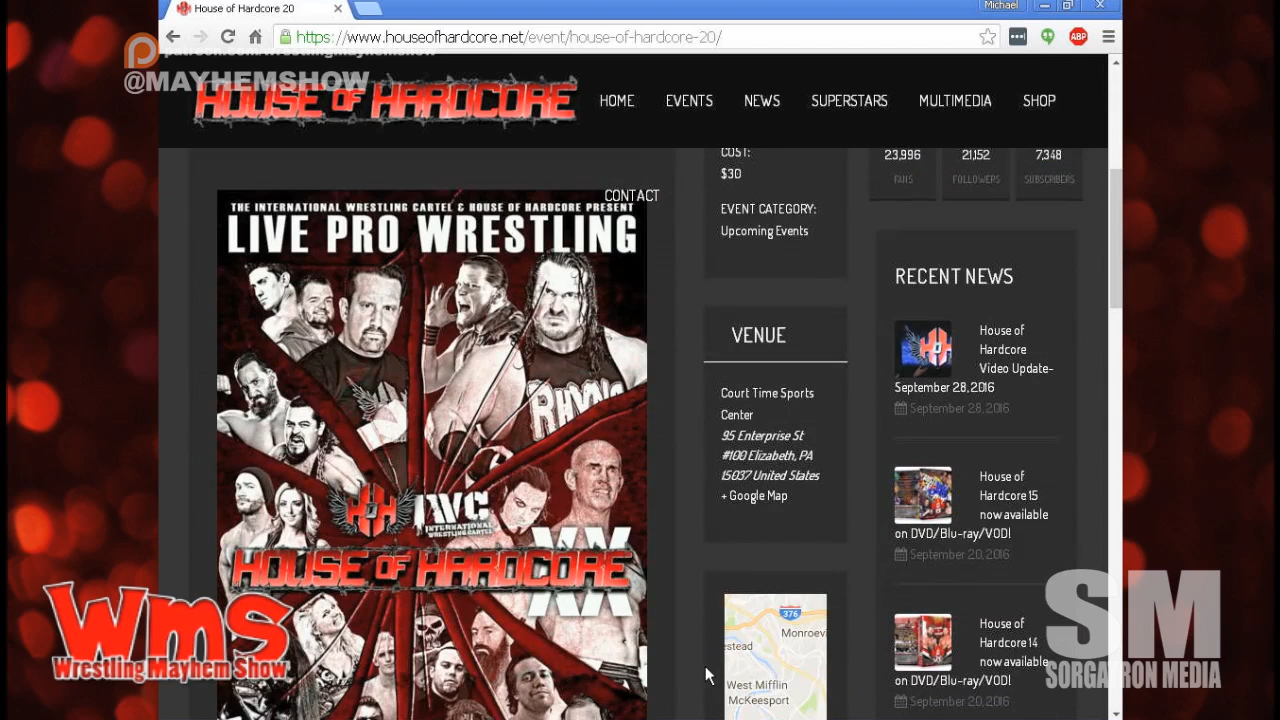 House of Hardcore 20
Michael
https://www.houseofhardcore.net/event/house-of-hardcore-20/
ABP
patreon.com/wrestlingmayhemshow
@MAYHEMSHOW
HOUSE OF HARDCORE
HOME
EVENTS
NEWS
SUPERSTARS
MULTIMEDIA
SHOP
CONTACT
COST:
$30
EVENT CATEGORY:
Upcoming Events
23,996
21,152
7,348
FANS
FOLLOWERS
SUBSCRIBERS
THE INTERNATIONAL WRESTLING CARTEL & HOUSE OF HARDCORE PRESENT
LIVE PRO WRESTLING
RHINO
IWC
INTERNATIONAL
WRESTLING CARTEL
XX
HOUSE OF HARDCORE
VENUE
Court Time Sports
Center
95 Enterprise St
#100 Elizabeth, PA
15037 United States
+ Google Map
376
Monroevi
estead
West Mifflin
McKeesport
RECENT NEWS
House of
Hardcore
Video Update-
September 28, 2016
September 28, 2016
House of
Hardcore 15
now available
on DVD/Blu-ray/VOD!
September 20, 2016
House of
Hardcore 14
now available
on DVD/Blu-ray/VOD!
September 20, 2016
Wms
Wrestling Mayhem Show
SM
SORGATRON MEDIA